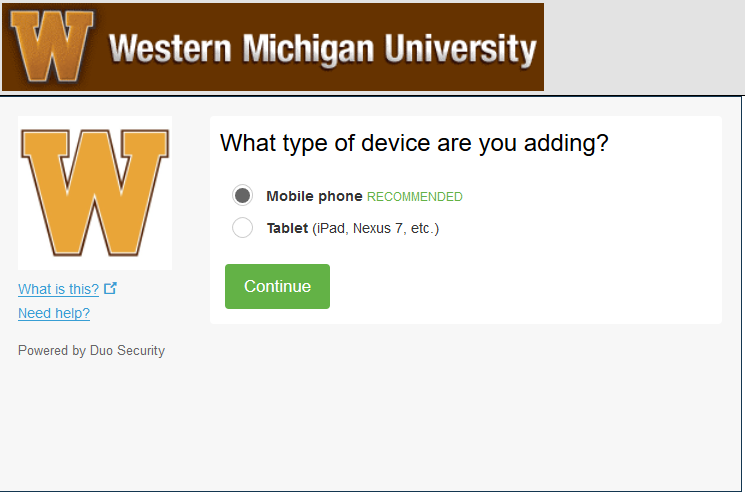 W Western Michigan University
W
What is this?
Need help?
Powered by Duo Security
What type of device are you adding?
Mobile phone RECOMMENDED
Tablet (iPad, Nexus 7, etc.)
Continue